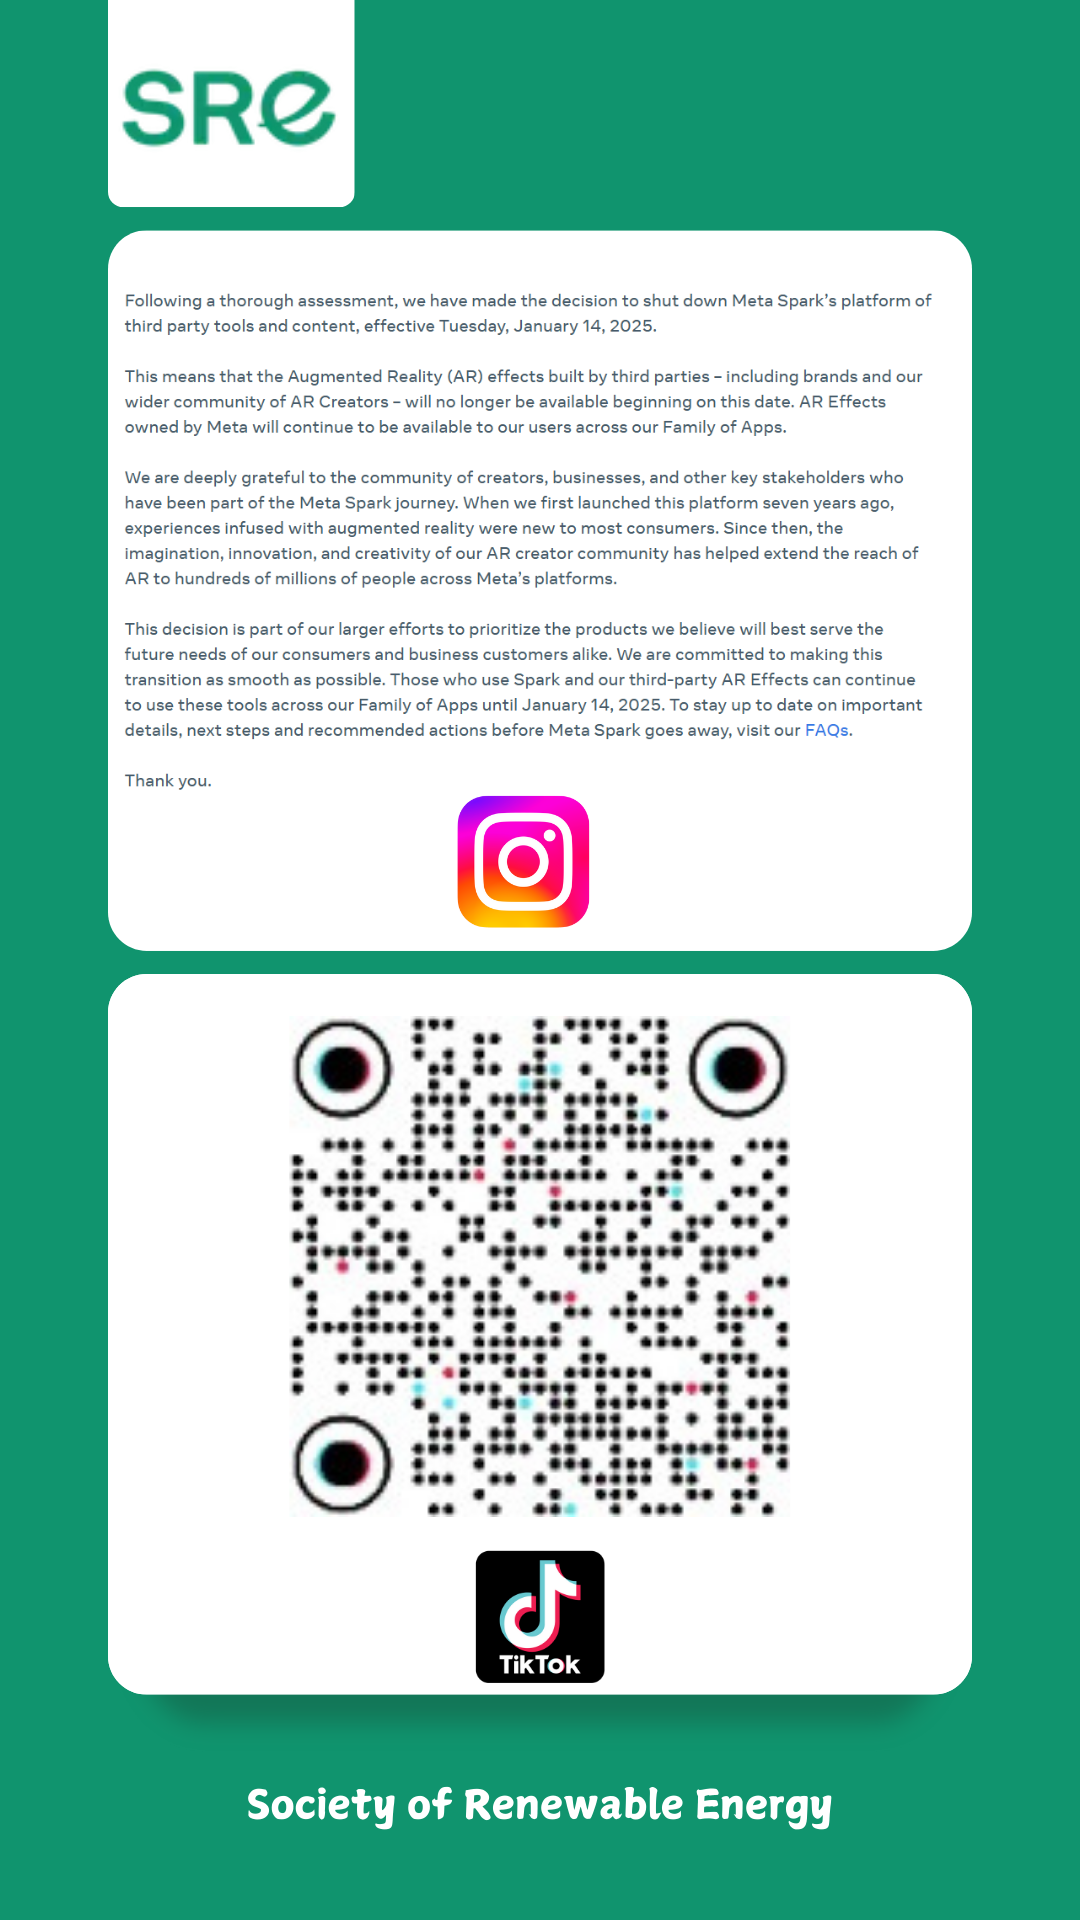 SRE
Following a thorough assessment, we have made the decision to shut down Meta Spark’s platform of
third party tools and content, effective Tuesday, January 14, 2025.
This means that the Augmented Reality (AR) effects built by third parties – including brands and our
wider community of AR Creators – will no longer be available beginning on this date. AR Effects
owned by Meta will continue to be available to our users across our Family of Apps.
We are deeply grateful to the community of creators, businesses, and other key stakeholders who
have been part of the Meta Spark journey. When we first launched this platform seven years ago,
experiences infused with augmented reality were new to most consumers. Since then, the
imagination, innovation, and creativity of our AR creator community has helped extend the reach of
AR to hundreds of millions of people across Meta’s platforms.
This decision is part of our larger efforts to prioritize the products we believe will best serve the
future needs of our consumers and business customers alike. We are committed to making this
transition as smooth as possible. Those who use Spark and our third-party AR Effects can continue
to use these tools across our Family of Apps until January 14, 2025. To stay up to date on important
details, next steps and recommended actions before Meta Spark goes away, visit our FAQs.
Thank you.
TikTok
Society of Renewable Energy